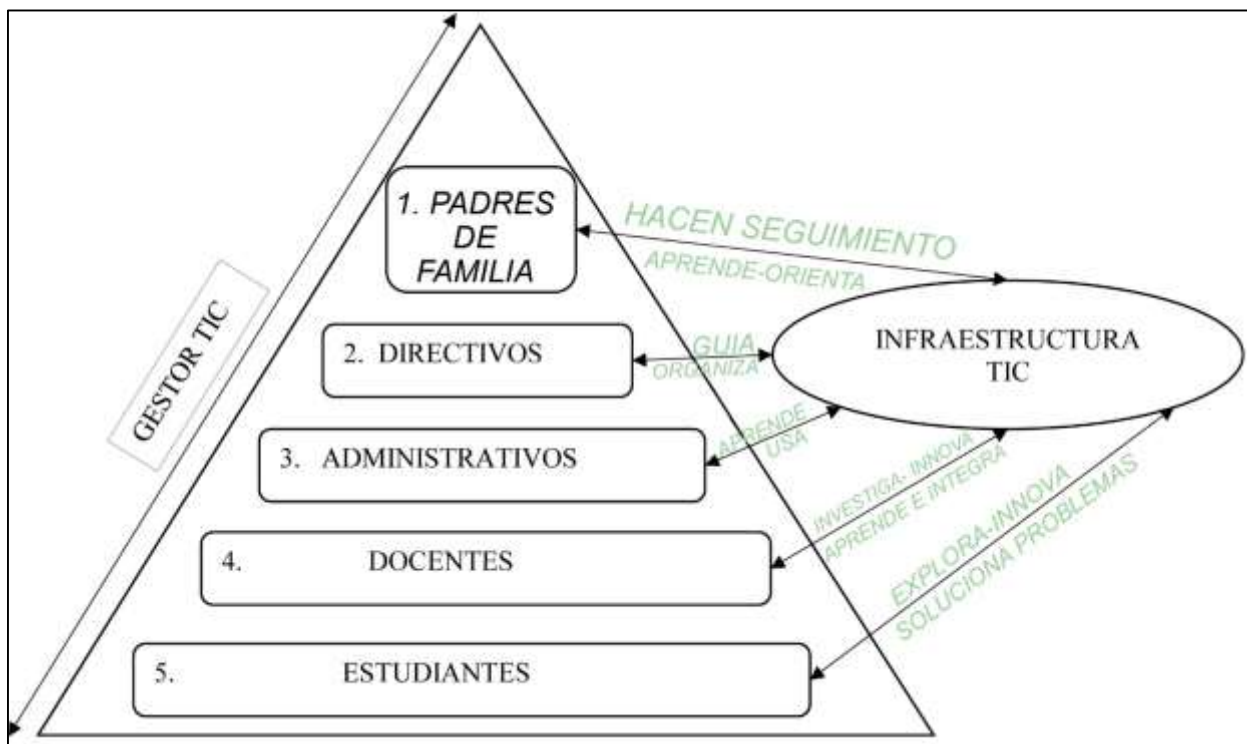 GESTOR TIC
1. PADRES
DE
FAMILIA
HACEN SEGUIMIENTO
APRENDE-ORIENTA
2. DIRECTIVOS
GUIA
ORGANIZA
INFRAESTRUCTURA
TIC
3. ADMINISTRATIVOS
APRENDE
USA
4. DOCENTES
INVESTIGA- INNOVA
APRENDE E INTEGRA
5. ESTUDIANTES
EXPLORA-INNOVA
SOLUCIONA PROBLEMAS